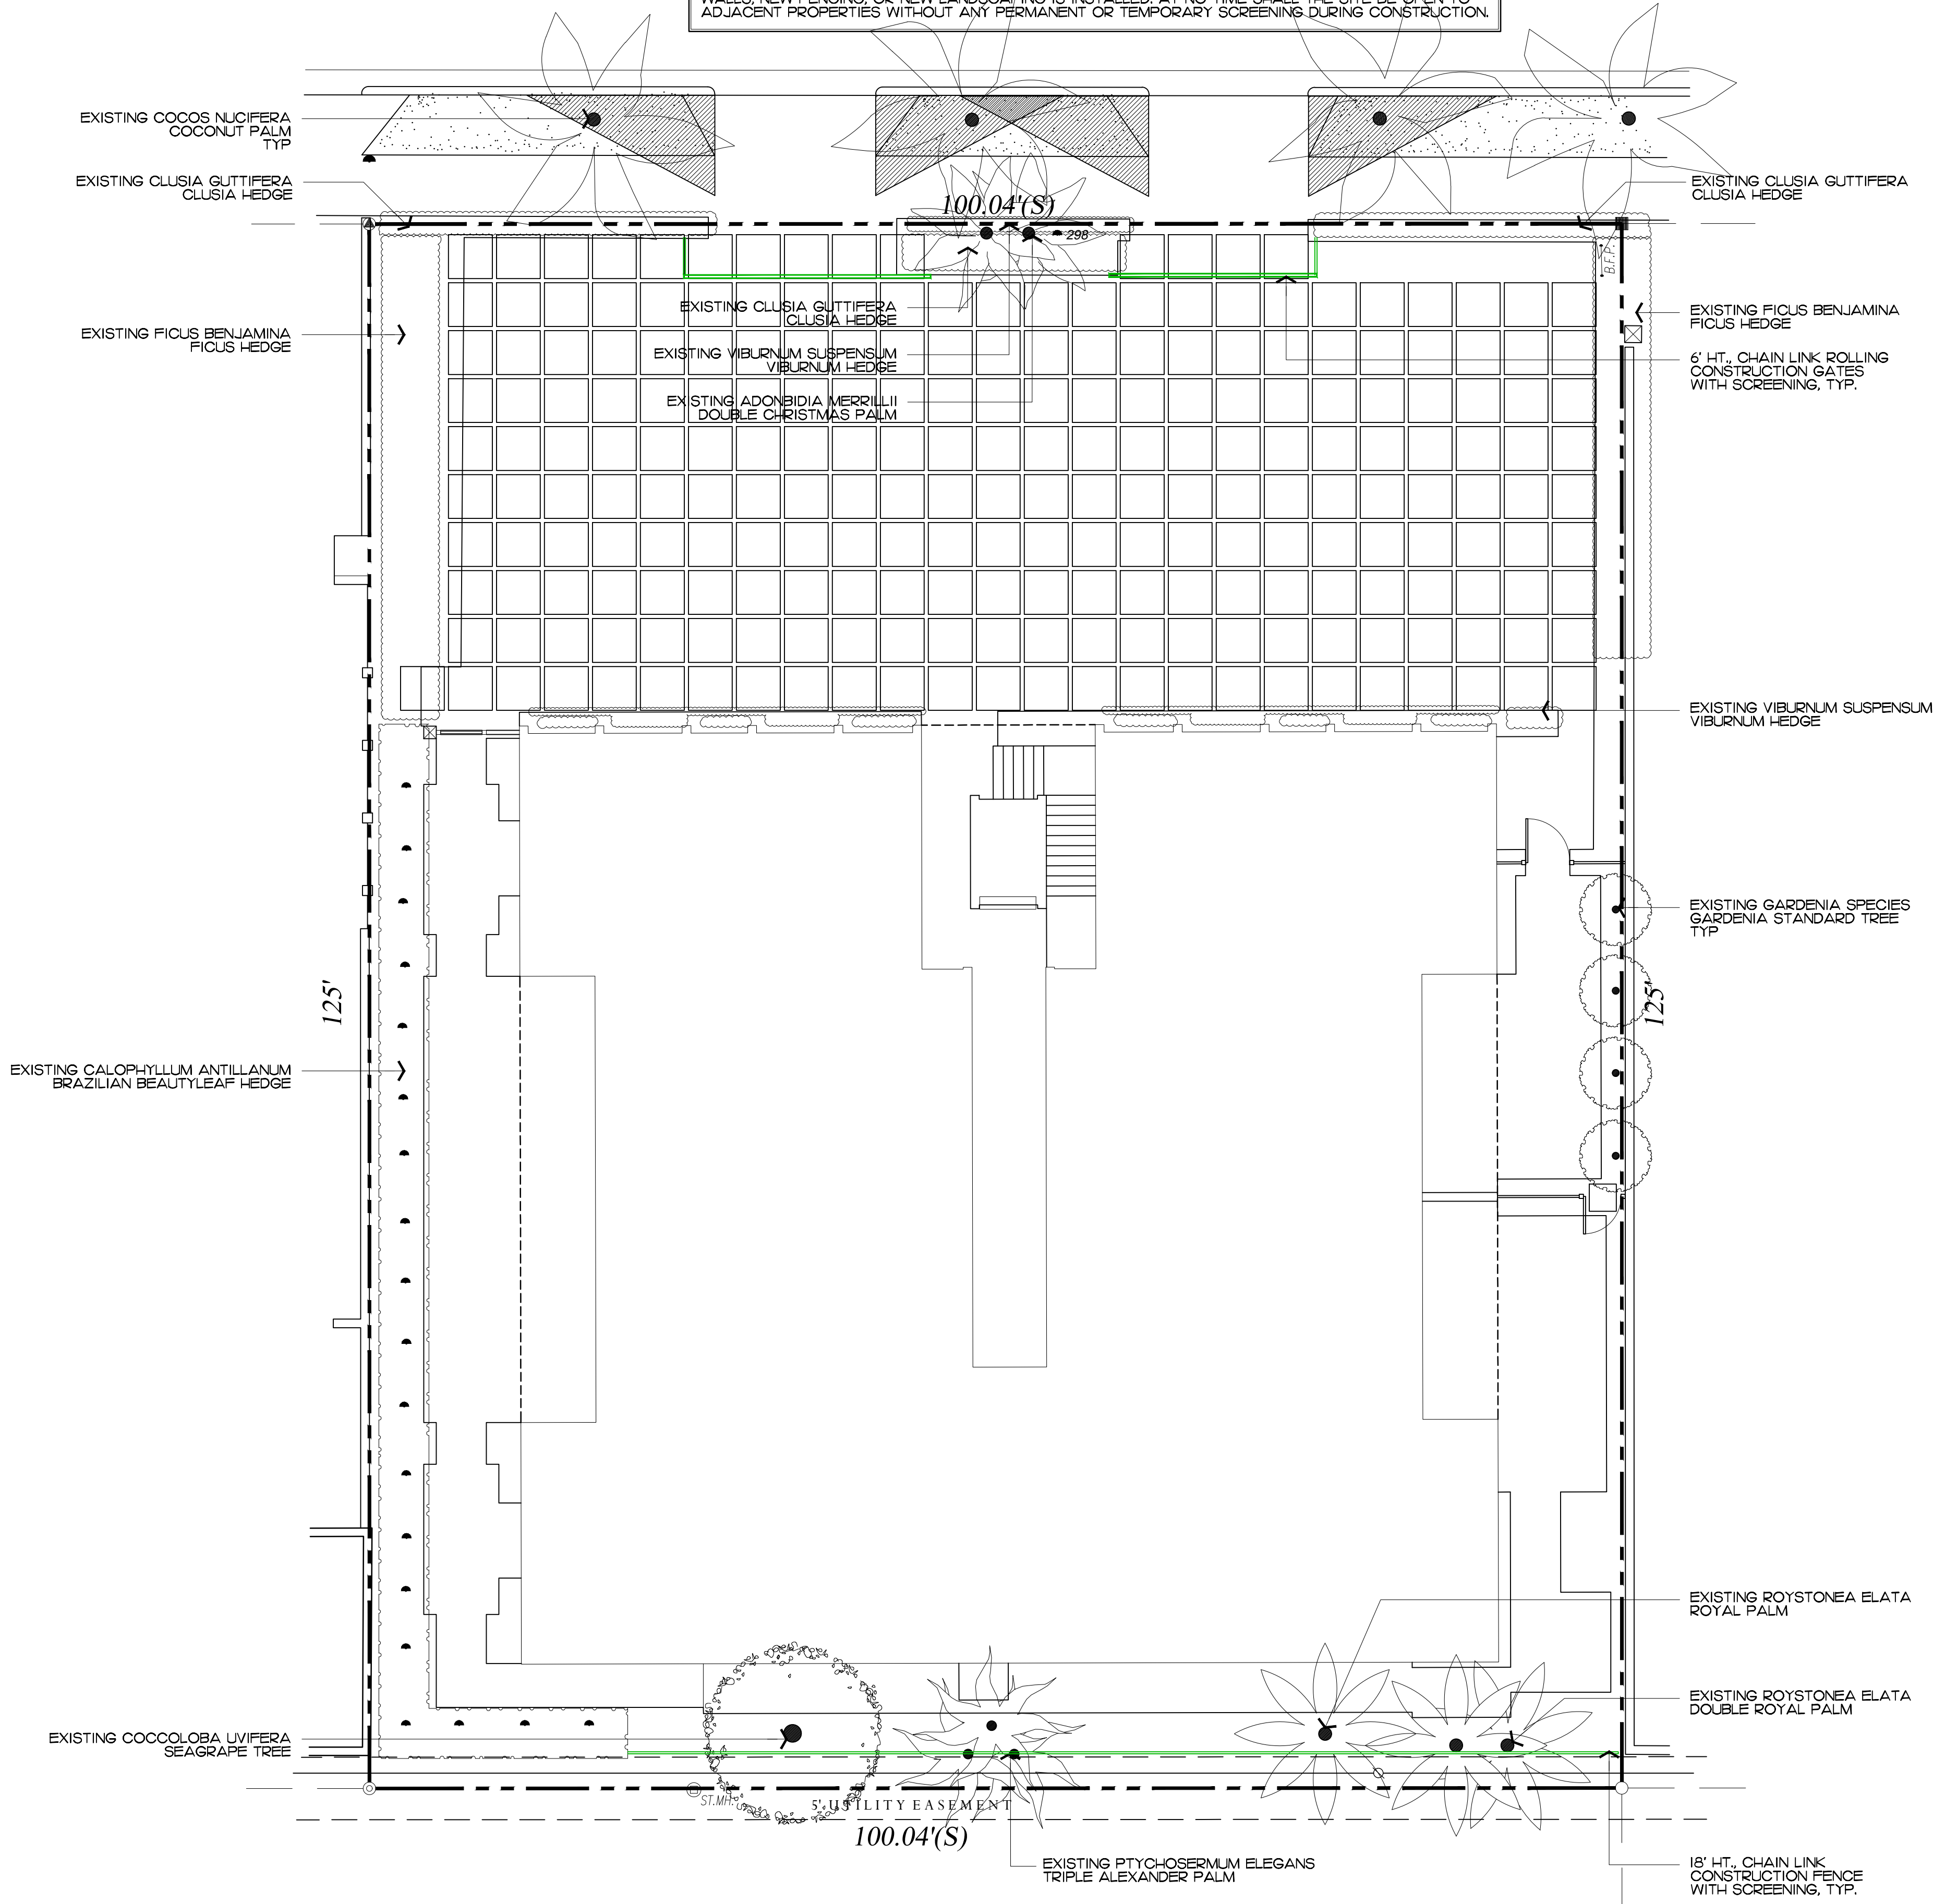 ADJACENT PROPERTIES WITHOUT ANY PERMANENT OR TEMPORARY SCREENING DURING CONSTRUCTION.
EXISTING COCOS NUCIFERA
COCONUT PALM
TYP
EXISTING CLUSIA GUTTIFERA
CLUSIA HEDGE
EXISTING CLUSIA GUTTIFERA
CLUSIA HEDGE
100.04'(S)
298
B.F.P.
EXISTING CLUSIA GUTTIFERA
CLUSIA HEDGE
EXISTING FICUS BENJAMINA
FICUS HEDGE
EXISTING FICUS BENJAMINA
FICUS HEDGE
EXISTING VIBURNUM SUSPENSUM
VIBURNUM HEDGE
6' HT., CHAIN LINK ROLLING
CONSTRUCTION GATES
WITH SCREENING, TYP.
EXISTING ADONBIDIA MERRILLII
DOUBLE CHRISTMAS PALM
EXISTING VIBURNUM SUSPENSUM
VIBURNUM HEDGE
EXISTING GARDENIA SPECIES
GARDENIA STANDARD TREE
TYP
125'
125'
EXISTING CALOPHYLLUM ANTILLANUM
BRAZILIAN BEAUTYLEAF HEDGE
EXISTING ROYSTONEA ELATA
ROYAL PALM
EXISTING ROYSTONEA ELATA
DOUBLE ROYAL PALM
EXISTING COCCOLOBA UVIFERA
SEAGRAPE TREE
ST.MH.
5' UTILITY EASEMENT
100.04'(S)
EXISTING PTYCHOSERMUM ELEGANS
TRIPLE ALEXANDER PALM
18' HT., CHAIN LINK
CONSTRUCTION FENCE
WITH SCREENING, TYP.